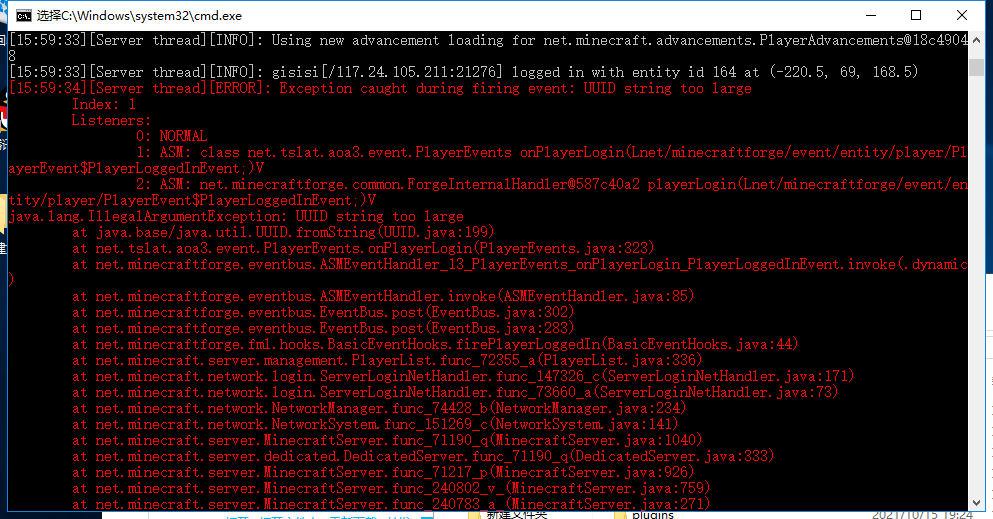 选择C:\Windows\system32\cmd.exe
[15:59:33][Server thread][INFO]: Using new advancement loading for net.minecraft.advancements.PlayerAdvancements@18c4904
8
[15:59:33][Server thread][INFO]: gisisi[/117.24.105.211:21276] logged in with entity id 164 at (-220.5, 69, 168.5)
[15:59:34][Server thread][ERROR]: Exception caught during firing event: UUID string too large
Index: 1
Listeners:
0: NORMAL
1: ASM: class net.tslat.aoa3.event.PlayerEvents onPlayerLogin(Lnet/minecraftforge/event/entity/player/Pl
ayerEvent$PlayerLoggedInEvent;)V
2: ASM: net.minecraftforge.common.ForgeInternalHandler@587c40a2 playerLogin(Lnet/minecraftforge/event/en
tity/player/PlayerEvent$PlayerLoggedInEvent;)V
java.lang.IllegalArgumentException: UUID string too large
at java.base/java.util.UUID.fromString(UUID.java:199)
at net.tslat.aoa3.event.PlayerEvents.onPlayerLogin(PlayerEvents.java:323)
at net.minecraftforge.eventbus.ASMEventHandler_13_PlayerEvents_onPlayerLogin_PlayerLoggedInEvent.invoke(.dynamic
)
at net.minecraftforge.eventbus.ASMEventHandler.invoke(ASMEventHandler.java:85)
at net.minecraftforge.eventbus.EventBus.post(EventBus.java:302)
at net.minecraftforge.eventbus.EventBus.post(EventBus.java:283)
at net.minecraftforge.fml.hooks.BasicEventHooks.firePlayerLoggedIn(BasicEventHooks.java:44)
at net.minecraft.server.management.PlayerList.func_72355_a(PlayerList.java:336)
at net.minecraft.network.login.ServerLoginNetHandler.func_147326_c(ServerLoginNetHandler.java:171)
at net.minecraft.network.login.ServerLoginNetHandler.func_73660_a(ServerLoginNetHandler.java:73)
at net.minecraft.network.NetworkManager.func_74428_b(NetworkManager.java:234)
at net.minecraft.network.NetworkSystem.func_151269_c(NetworkSystem.java:141)
at net.minecraft.server.MinecraftServer.func_71190_q(MinecraftServer.java:1040)
at net.minecraft.server.dedicated.DedicatedServer.func_71190_q(DedicatedServer.java:333)
at net.minecraft.server.MinecraftServer.func_71217_p(MinecraftServer.java:926)
at net.minecraft.server.MinecraftServer.func_240802_v_(MinecraftServer.java:759)
at net.minecraft.server.MinecraftServer.func_240783_a_(MinecraftServer.java:271)
新建文件夹 plugins 2021/10/15 19:24